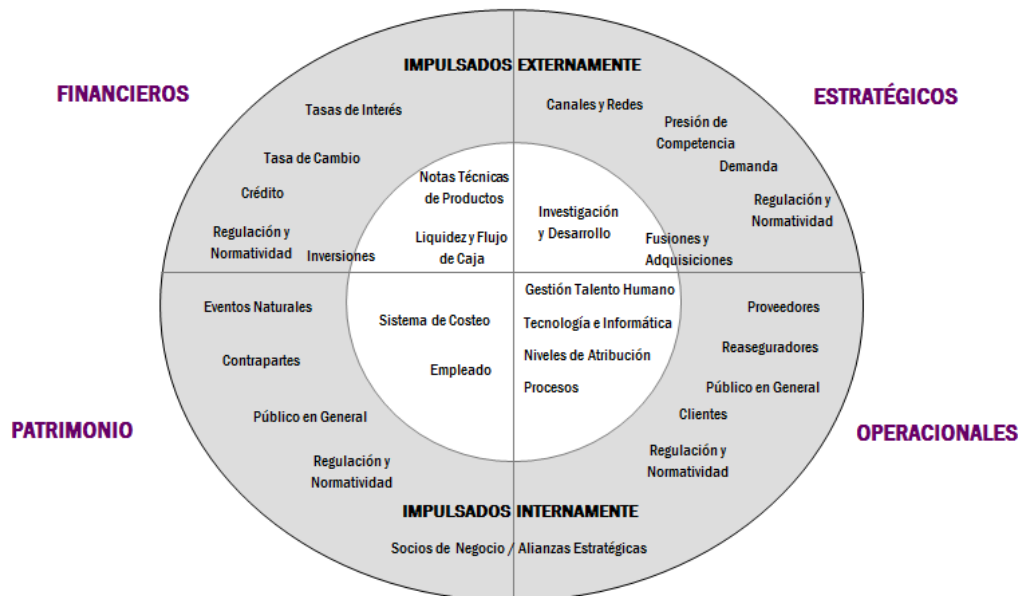 IMPULSADOS EXTERNAMENTE
FINANCIEROS
ESTRATÉGICOS
Tasas de Interés
Canales y Redes
Presión de
Competencia
Tasa de Cambio
Demanda
Crédito
Notas Técnicas
de Productos
Regulación y
Normatividad
Investigación
y Desarrollo
Regulación y
Normatividad
Inversiones
Liquidez y Flujo
de Caja
Fusiones y
Adquisiciones
Eventos Naturales
Sistema de Costeo
Gestión Talento Humano
Proveedores
Tecnología e Informática
Contrapartes
Empleado
Niveles de Atribución
Reaseguradores
Procesos
Público en General
Público en General
Clientes
PATRIMONIO
OPERACIONALES
Regulación y
Normatividad
Regulación y
Normatividad
IMPULSADOS INTERNAMENTE
Socios de Negocio / Alianzas Estratégicas